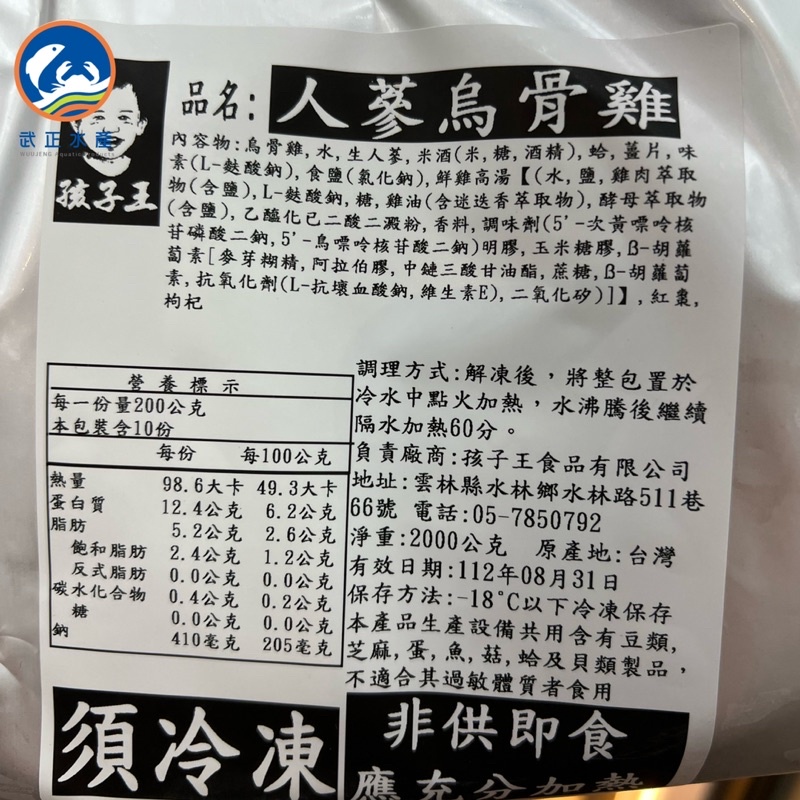 武正水產
WUUJENG Aquatic products
孩子王
品名:人蔘烏骨雞
內容物:烏骨雞,水,生人蔘,米酒(米,糖,酒精),蛤,薑片,味
素(L-麩酸鈉),食鹽(氯化鈉),鮮雞高湯【(水,鹽,雞肉萃取
物(含鹽),L-麩酸鈉,糖,雞油(含迷迭香萃取物),酵母萃取物
(含鹽),乙醯化己二酸二澱粉,香料,調味劑(5'-次黃嘌呤核
苷磷酸二鈉,5'-鳥嘌呤核苷酸二鈉)明膠,玉米糖膠,β-胡蘿
蔔素[麥芽糊精,阿拉伯膠,中鏈三酸甘油酯,蔗糖,β-胡蘿蔔
素,抗氧化劑(L-抗壞血酸鈉,維生素E),二氧化矽)]】,紅棗,
枸杞
營養標示
每一份量200公克
本包裝含10份
每份 每100公克
熱量 98.6大卡 49.3大卡
蛋白質 12.4公克 6.2公克
脂肪 5.2公克 2.6公克
飽和脂肪 2.4公克 1.2公克
反式脂肪 0.0公克 0.0公克
碳水化合物 0.4公克 0.2公克
糖 0.0公克 0.0公克
鈉 410毫克 205毫克
調理方式:解凍後,將整包置於
冷水中點火加熱,水沸騰後繼續
隔水加熱60分。
負責廠商:孩子王食品有限公司
地址:雲林縣水林鄉水林路511巷
66號 電話:05-7850792
淨重:2000公克 原產地:台灣
有效日期:112年08月31日
保存方法:-18°C以下冷凍保存
本產品生產設備共用含有豆類,
芝麻,蛋,魚,菇,蛤及貝類製品,
不適合其過敏體質者食用
須冷凍
非供即食
應充分加熱